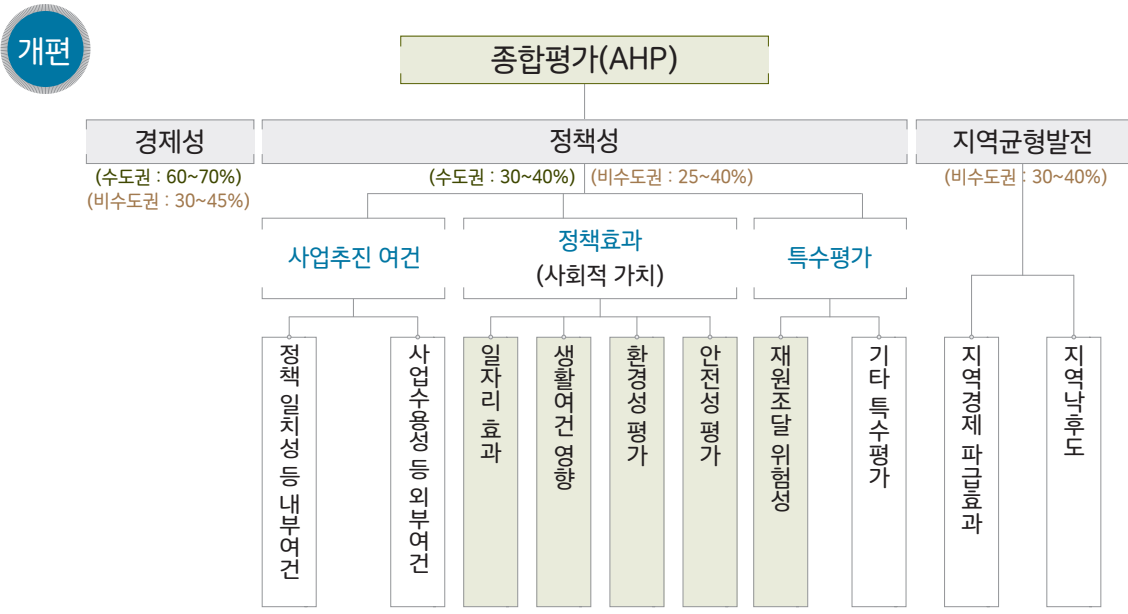 개편
종합평가(AHP)
경제성
(수도권 : 60~70%)
(비수도권 : 30~45%)
정책성
(수도권 : 30~40%) (비수도권 : 25~40%)
지역균형발전
(비수도권 : 30~40%)
사업추진 여건
정책효과
(사회적 가치)
특수평가
정책 일치성 등 내부여건
사업수용성 등 외부여건
일자리 효과
생활여건 영향
환경성 평가
안전성 평가
재원조달 위험성
기타 특수평가
지역경제 파급효과
지역낙후도